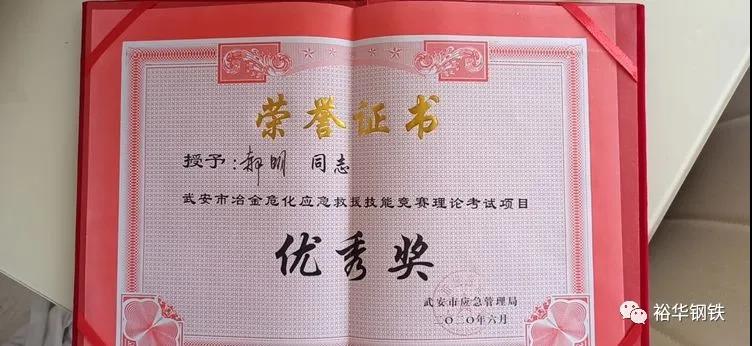 荣誉证书
授予：郝明 同志
武安市冶金危化应急救援技能竞赛理论考试项目
优秀奖
武安市应急管理局
二〇二〇年六月
裕华钢铁